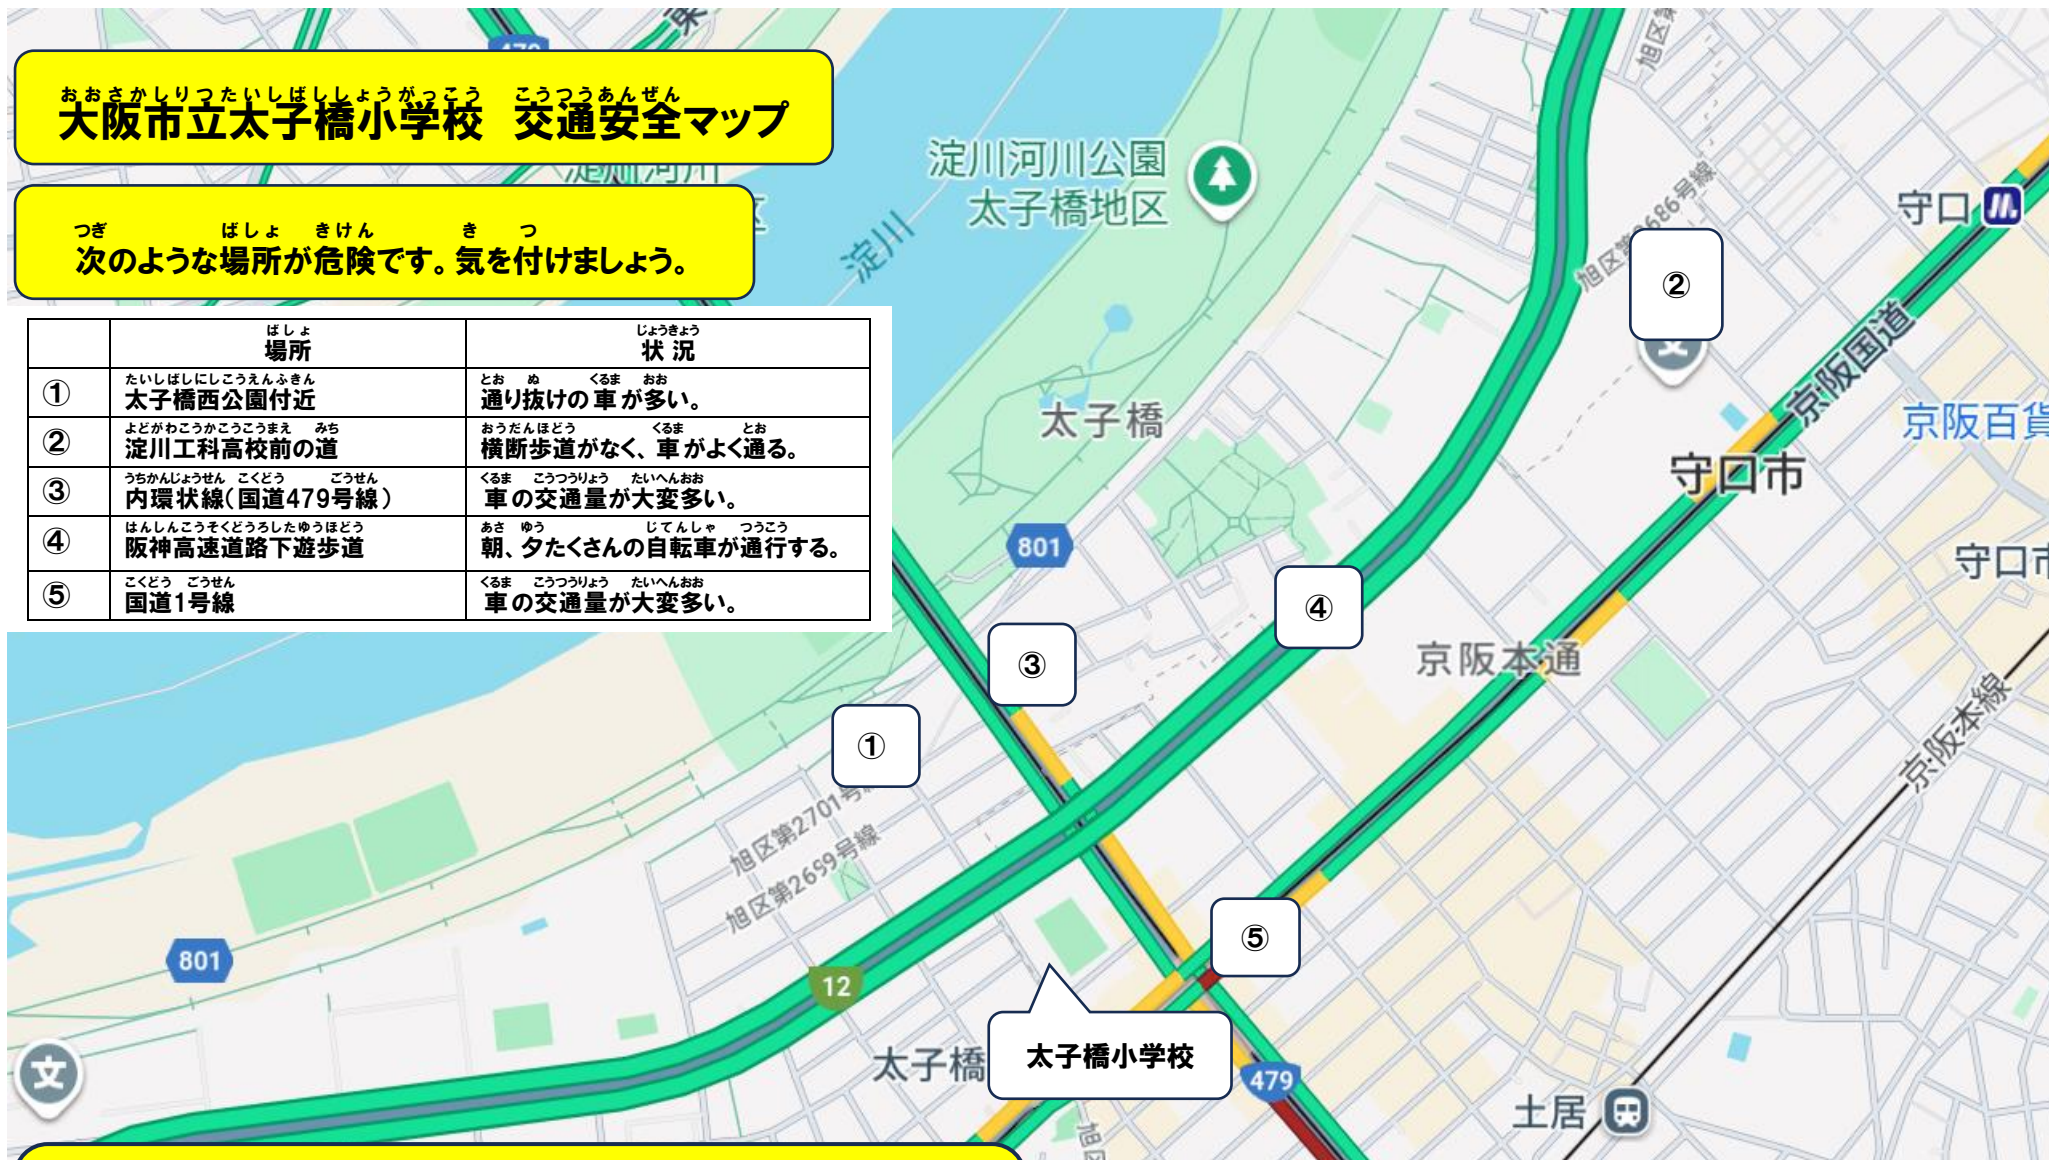 おおさかしりつたいしばししょうがっこう こうつうあんぜん
大阪市立太子橋小学校 交通安全マップ
つぎ ばしょ きけん き つ
次のような場所が危険です。気を付けましょう。
ばしょ じょうきょう
場所 状況
たいしばしにしこうえんふきん とお ぬ くるま おお
① 太子橋西公園付近 通り抜けの車が多い。
よどがわこうかこうこうまえ みち おうだんほどう くるま とお
② 淀川工科高校前の道 横断歩道がなく、車がよく通る。
うちかんじょうせん こくどう ごうせん くるま こうつうりょう たいへんおお
③ 内環状線(国道479号線) 車の交通量が大変多い。
はんしんこうそくどうろしたゆうほどう あさ ゆう じてんしゃ つうこう
④ 阪神高速道路下遊歩道 朝、夕たくさんの自転車が通行する。
こくどう ごうせん くるま こうつうりょう たいへんおお
⑤ 国道1号線 車の交通量が大変多い。
淀川河川公園
太子橋地区
淀川
守口
②
京阪国道
京阪百貨
太子橋
守口市
守口市
801
④
③
京阪本通
①
京阪本線
旭区第2701号
旭区第2659号線
⑤
801
12
太子橋小学校
太子橋
479
土居
文